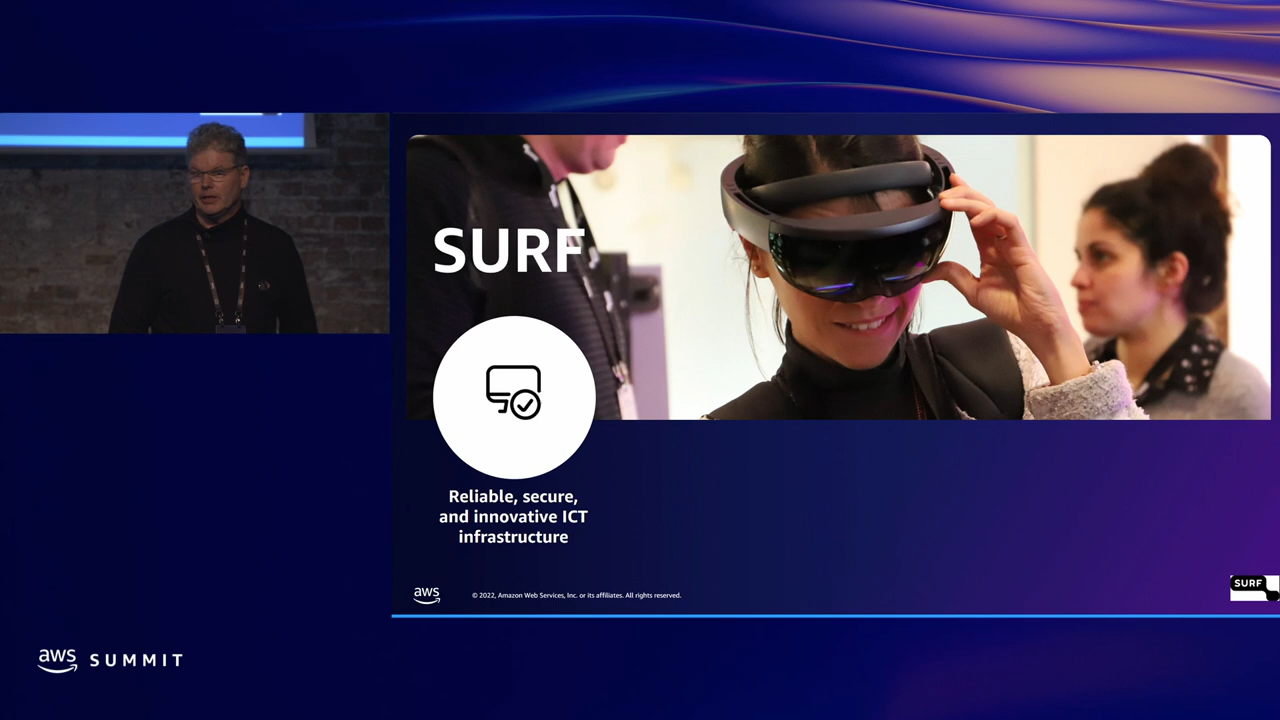 SURF
Reliable, secure,
and innovative ICT
infrastructure
aws
© 2022, Amazon Web Services, Inc. or its affiliates. All rights reserved.
SURF
aws SUMMIT